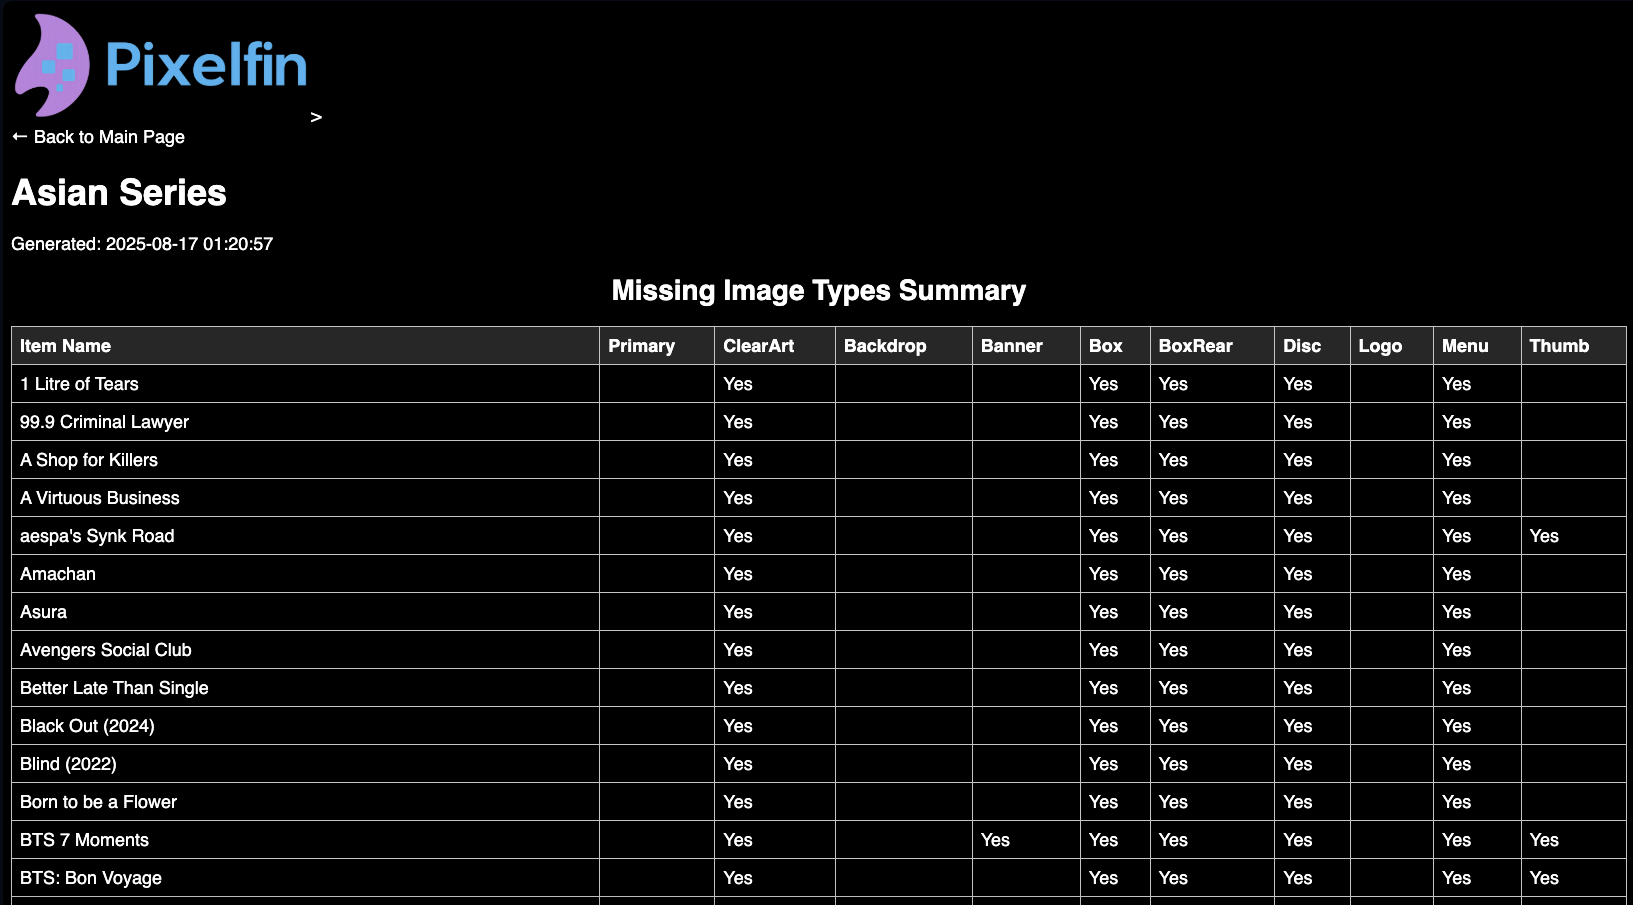 Pixelfin
>
← Back to Main Page
Asian Series
Generated: 2025-08-17 01:20:57
Missing Image Types Summary
Item Name Primary ClearArt Backdrop Banner Box BoxRear Disc Logo Menu Thumb
1 Litre of Tears Yes Yes Yes Yes Yes
99.9 Criminal Lawyer Yes Yes Yes Yes Yes
A Shop for Killers Yes Yes Yes Yes Yes
A Virtuous Business Yes Yes Yes Yes Yes
aespa's Synk Road Yes Yes Yes Yes Yes Yes
Amachan Yes Yes Yes Yes Yes
Asura Yes Yes Yes Yes Yes
Avengers Social Club Yes Yes Yes Yes Yes
Better Late Than Single Yes Yes Yes Yes Yes
Black Out (2024) Yes Yes Yes Yes Yes
Blind (2022) Yes Yes Yes Yes Yes
Born to be a Flower Yes Yes Yes Yes Yes
BTS 7 Moments Yes Yes Yes Yes Yes Yes Yes
BTS: Bon Voyage Yes Yes Yes Yes Yes Yes